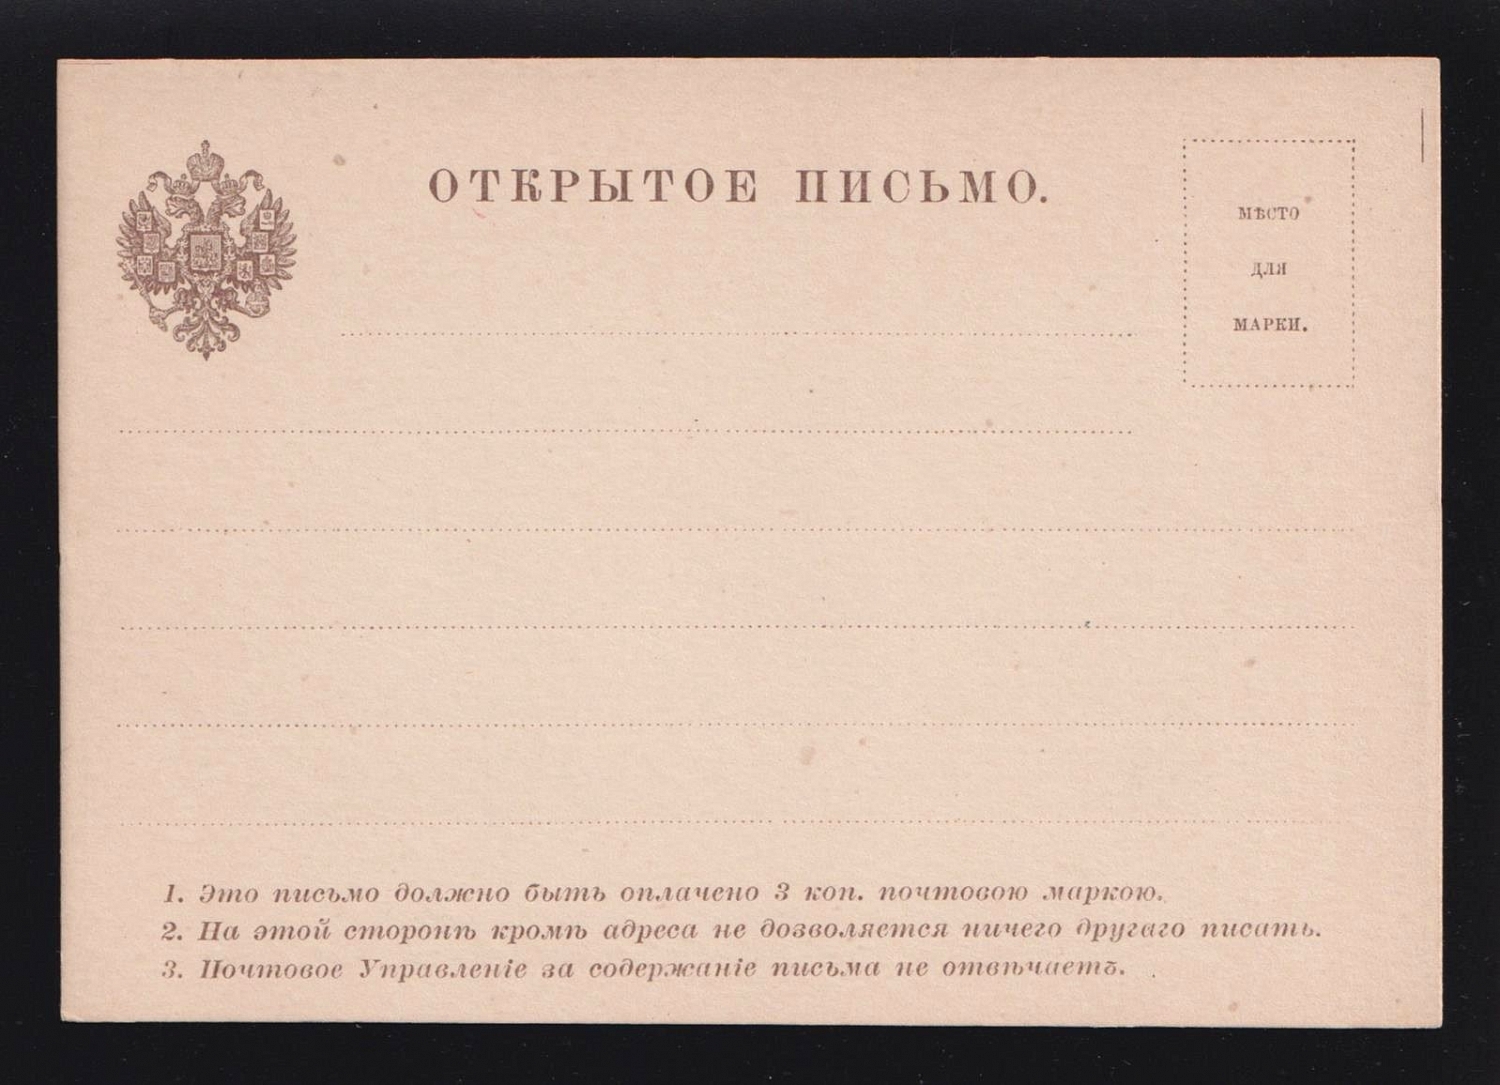 ОТКРЫТОЕ ПИСЬМО.
МѢСТО
ДЛЯ
МАРКИ.
1. Это письмо должно быть оплачено 3 коп. почтовою маркою.
2. На этой сторонѣ кромѣ адреса не дозволяется ничего другаго писать.
3. Почтовое Управленіе за содержаніе письма не отвѣчаетъ.